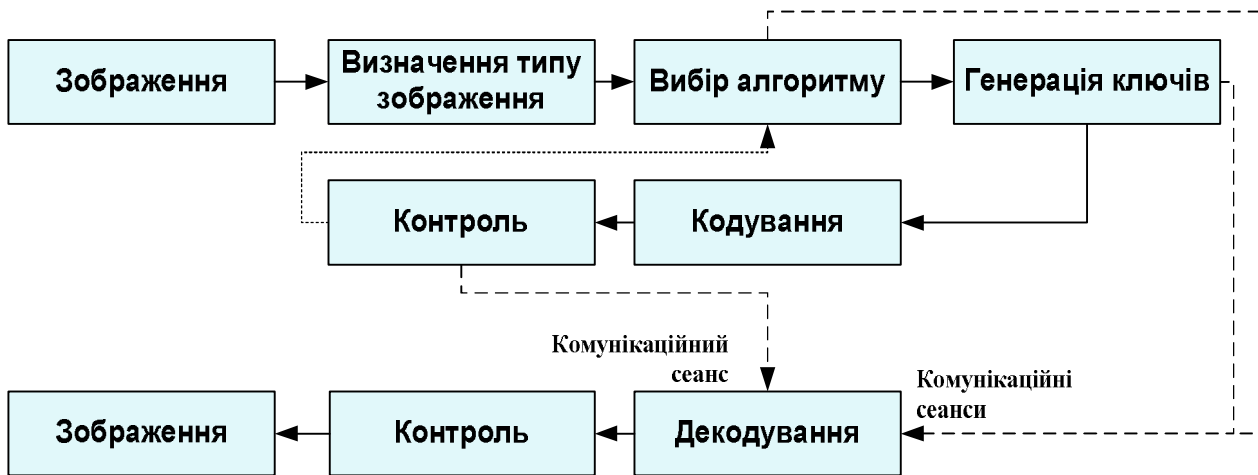 Зображення
Визначення типу
зображення
Вибір алгоритму
Генерація ключів
Контроль
Кодування
Комунікаційний
сеанс
Комунікаційні
сеанси
Зображення
Контроль
Декодування